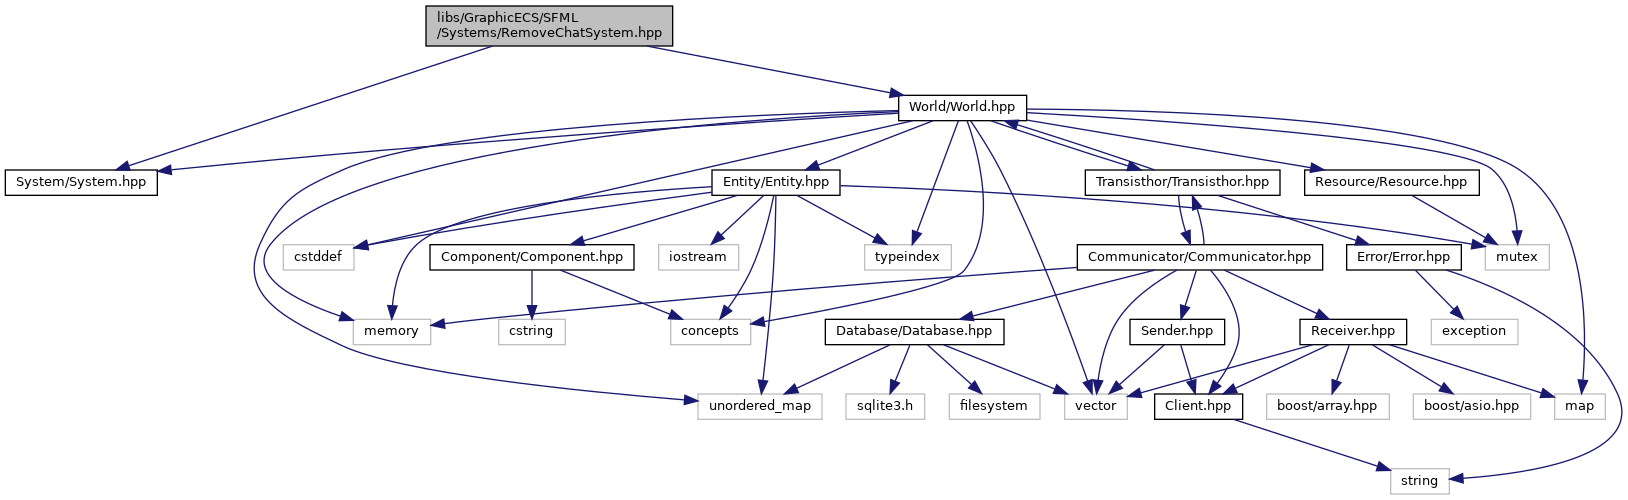 libs/GraphicECS/SFML
/Systems/RemoveChatSystem.hpp
World/World.hpp
System/System.hpp
Entity/Entity.hpp
Transisthor/Transisthor.hpp
Resource/Resource.hpp
cstddef
Component/Component.hpp
iostream
typeindex
Communicator/Communicator.hpp
Error/Error.hpp
mutex
memory
cstring
concepts
Database/Database.hpp
Sender.hpp
Receiver.hpp
exception
unordered_map
sqlite3.h
filesystem
vector
Client.hpp
boost/array.hpp
boost/asio.hpp
map
string